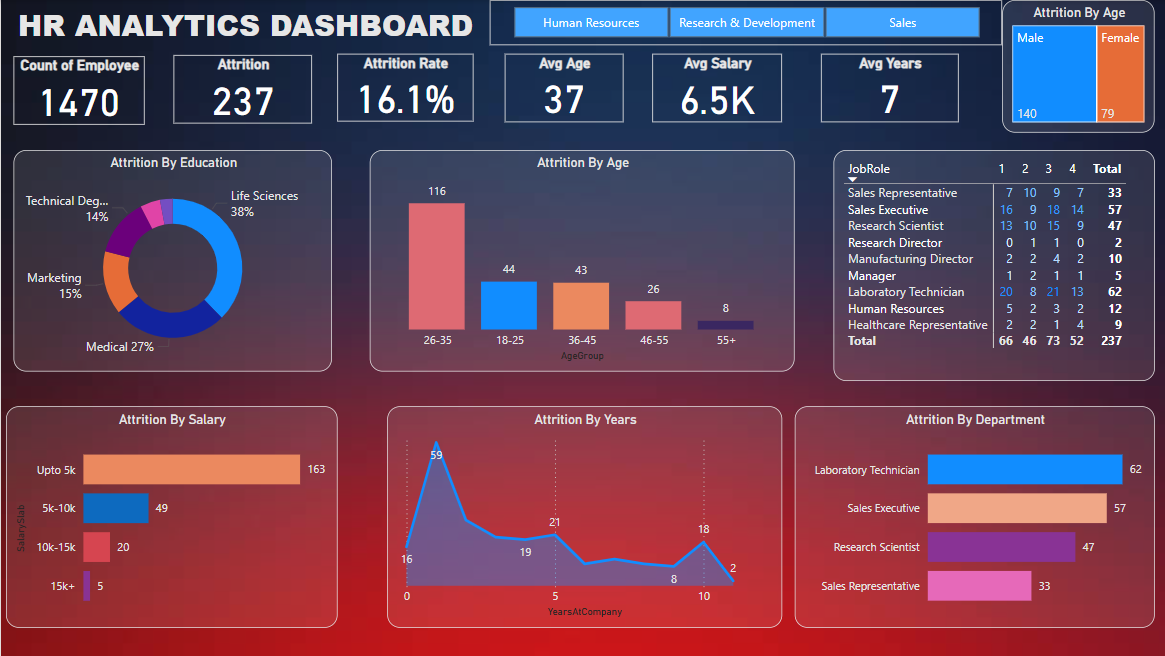 HR ANALYTICS DASHBOARD
Human Resources
Research & Development
Sales
Attrition By Age
Male
Female
140
79
Count of Employee
1470
Attrition
237
Attrition Rate
16.1%
Avg Age
37
Avg Salary
6.5K
Avg Years
7
Attrition By Education
Life Sciences
38%
Technical Deg...
14%
Marketing
15%
Medical 27%
Attrition By Age
116
44
43
26
8
26-35 18-25 36-45 46-55 55+
AgeGroup
JobRole 1 2 3 4 Total
Sales Representative 7 10 9 7 33
Sales Executive 16 9 18 14 57
Research Scientist 13 10 15 9 47
Research Director 0 1 1 0 2
Manufacturing Director 2 2 4 2 10
Manager 1 2 1 1 5
Laboratory Technician 20 8 21 13 62
Human Resources 5 2 3 2 12
Healthcare Representative 2 2 1 4 9
Total 66 46 73 52 237
Attrition By Salary
SalarySlab
Upto 5k 163
5k-10k 49
10k-15k 20
15k+ 5
Attrition By Years
59
16
19
21
8
18
2
0 5 10
YearsAtCompany
Attrition By Department
Laboratory Technician 62
Sales Executive 57
Research Scientist 47
Sales Representative 33